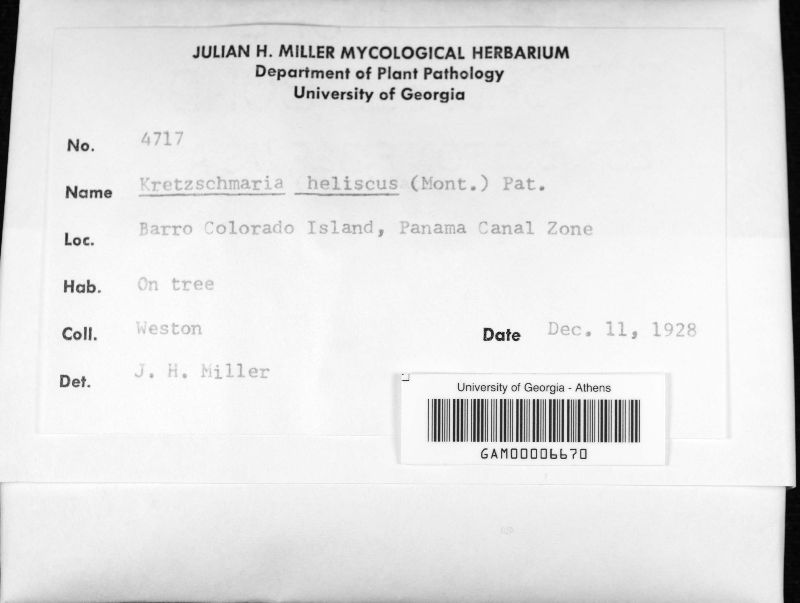 JULIAN H. MILLER MYCOLOGICAL HERBARIUM
Department of Plant Pathology
University of Georgia
No. 4717
Name Kretzschmaria heliscus (Mont.) Pat.
Loc. Barro Colorado Island, Panama Canal Zone
Hab. On tree
Coll. Weston Date Dec. 11, 1928
Det. J. H. Miller
University of Georgia - Athens
GAM00006670